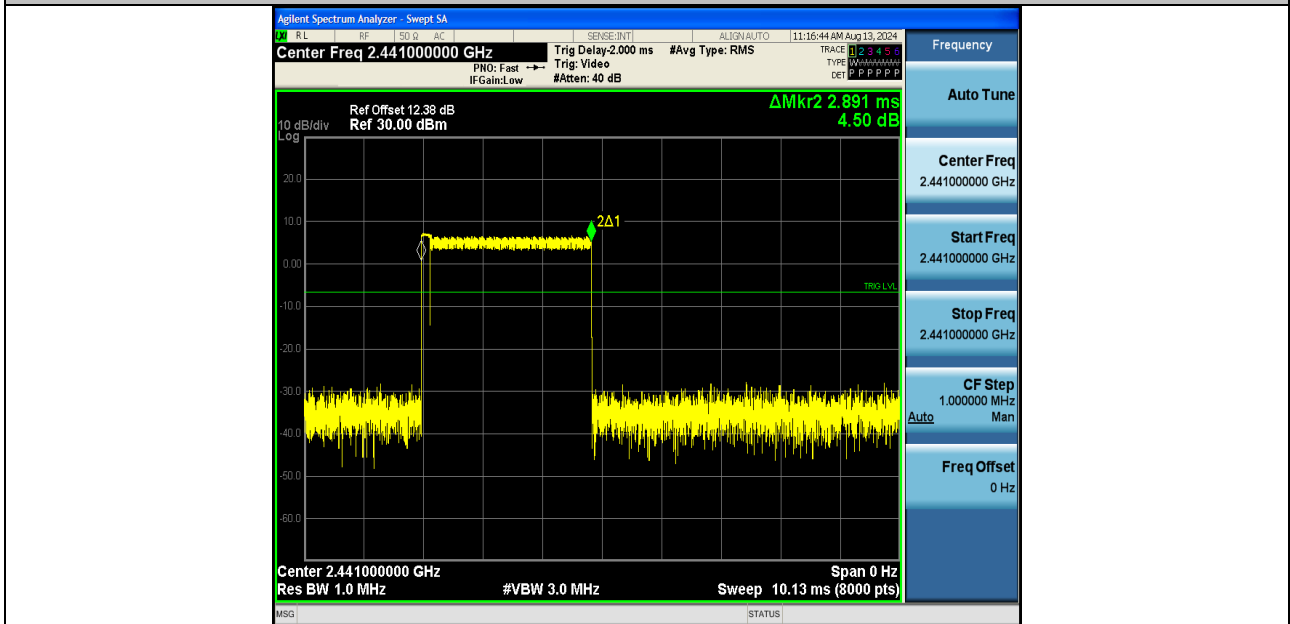 Agilent Spectrum Analyzer - Swept SA
RL RF 50 Ω AC SENSE:INT ALIGN AUTO 11:16:44 AM Aug 13, 2024
Center Freq 2.441000000 GHz
PNO: Fast
IFGain:Low
Trig Delay-2.000 ms
Trig: Video
#Atten: 40 dB
#Avg Type: RMS
TRACE 1 2 3 4 5 6
TYPE
DET P P P P P P
Ref Offset 12.38 dB
Ref 30.00 dBm
10 dB/div
Log
ΔMkr2 2.891 ms
4.50 dB
20.0
10.0
0.00
-10.0
-20.0
-30.0
-40.0
-50.0
-60.0
2Δ1
TRIG LVL
Center 2.441000000 GHz
Span 0 Hz
Res BW 1.0 MHz
#VBW 3.0 MHz
Sweep 10.13 ms (8000 pts)
MSG
STATUS
Frequency
Auto Tune
Center Freq
2.441000000 GHz
Start Freq
2.441000000 GHz
Stop Freq
2.441000000 GHz
CF Step
1.000000 MHz
Auto Man
Freq Offset
0 Hz